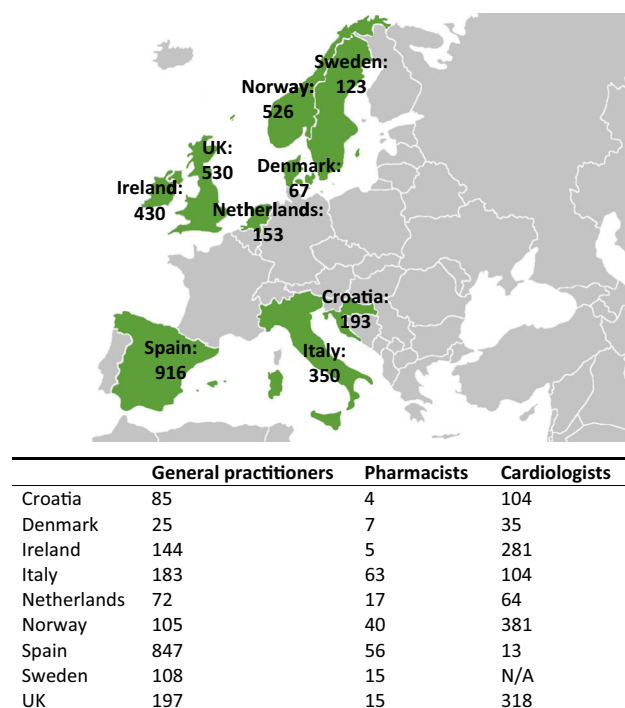 Sweden:
123
Norway:
526
UK:
530
Denmark:
67
Ireland:
430
Netherlands:
153
Croatia:
193
Spain:
916
Italy:
350
General practitioners Pharmacists Cardiologists
Croatia 85 4 104
Denmark 25 7 35
Ireland 144 5 281
Italy 183 63 104
Netherlands 72 17 64
Norway 105 40 381
Spain 847 56 13
Sweden 108 15 N/A
UK 197 15 318